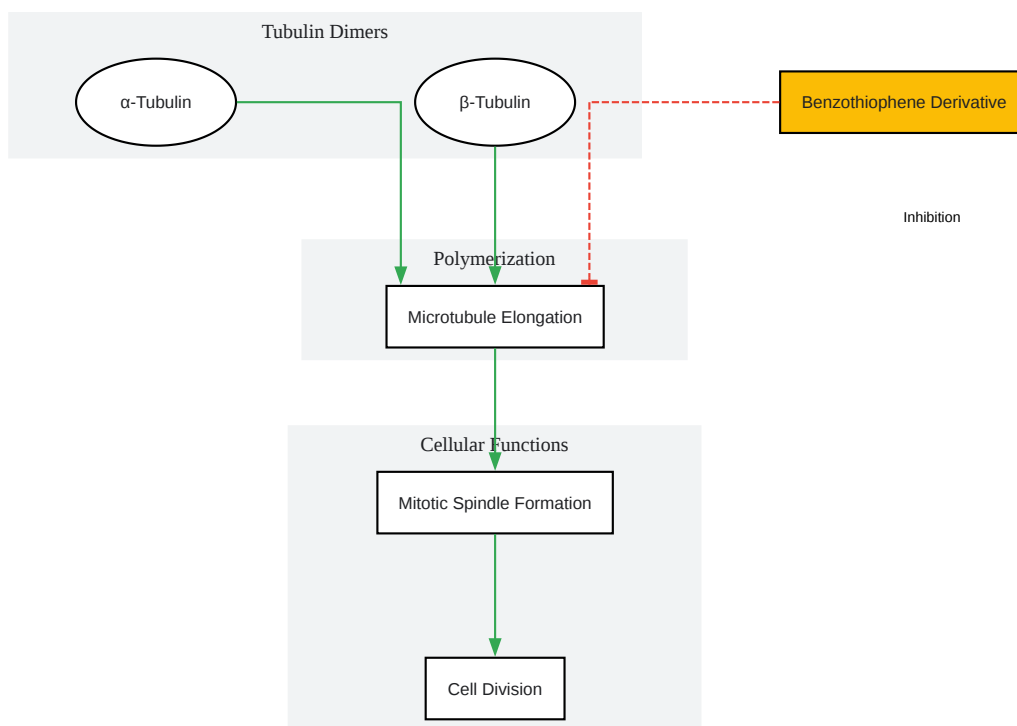 Tubulin Dimers
α-Tubulin
β-Tubulin
Benzothiophene Derivative
Inhibition
Polymerization
Microtubule Elongation
Cellular Functions
Mitotic Spindle Formation
Cell Division